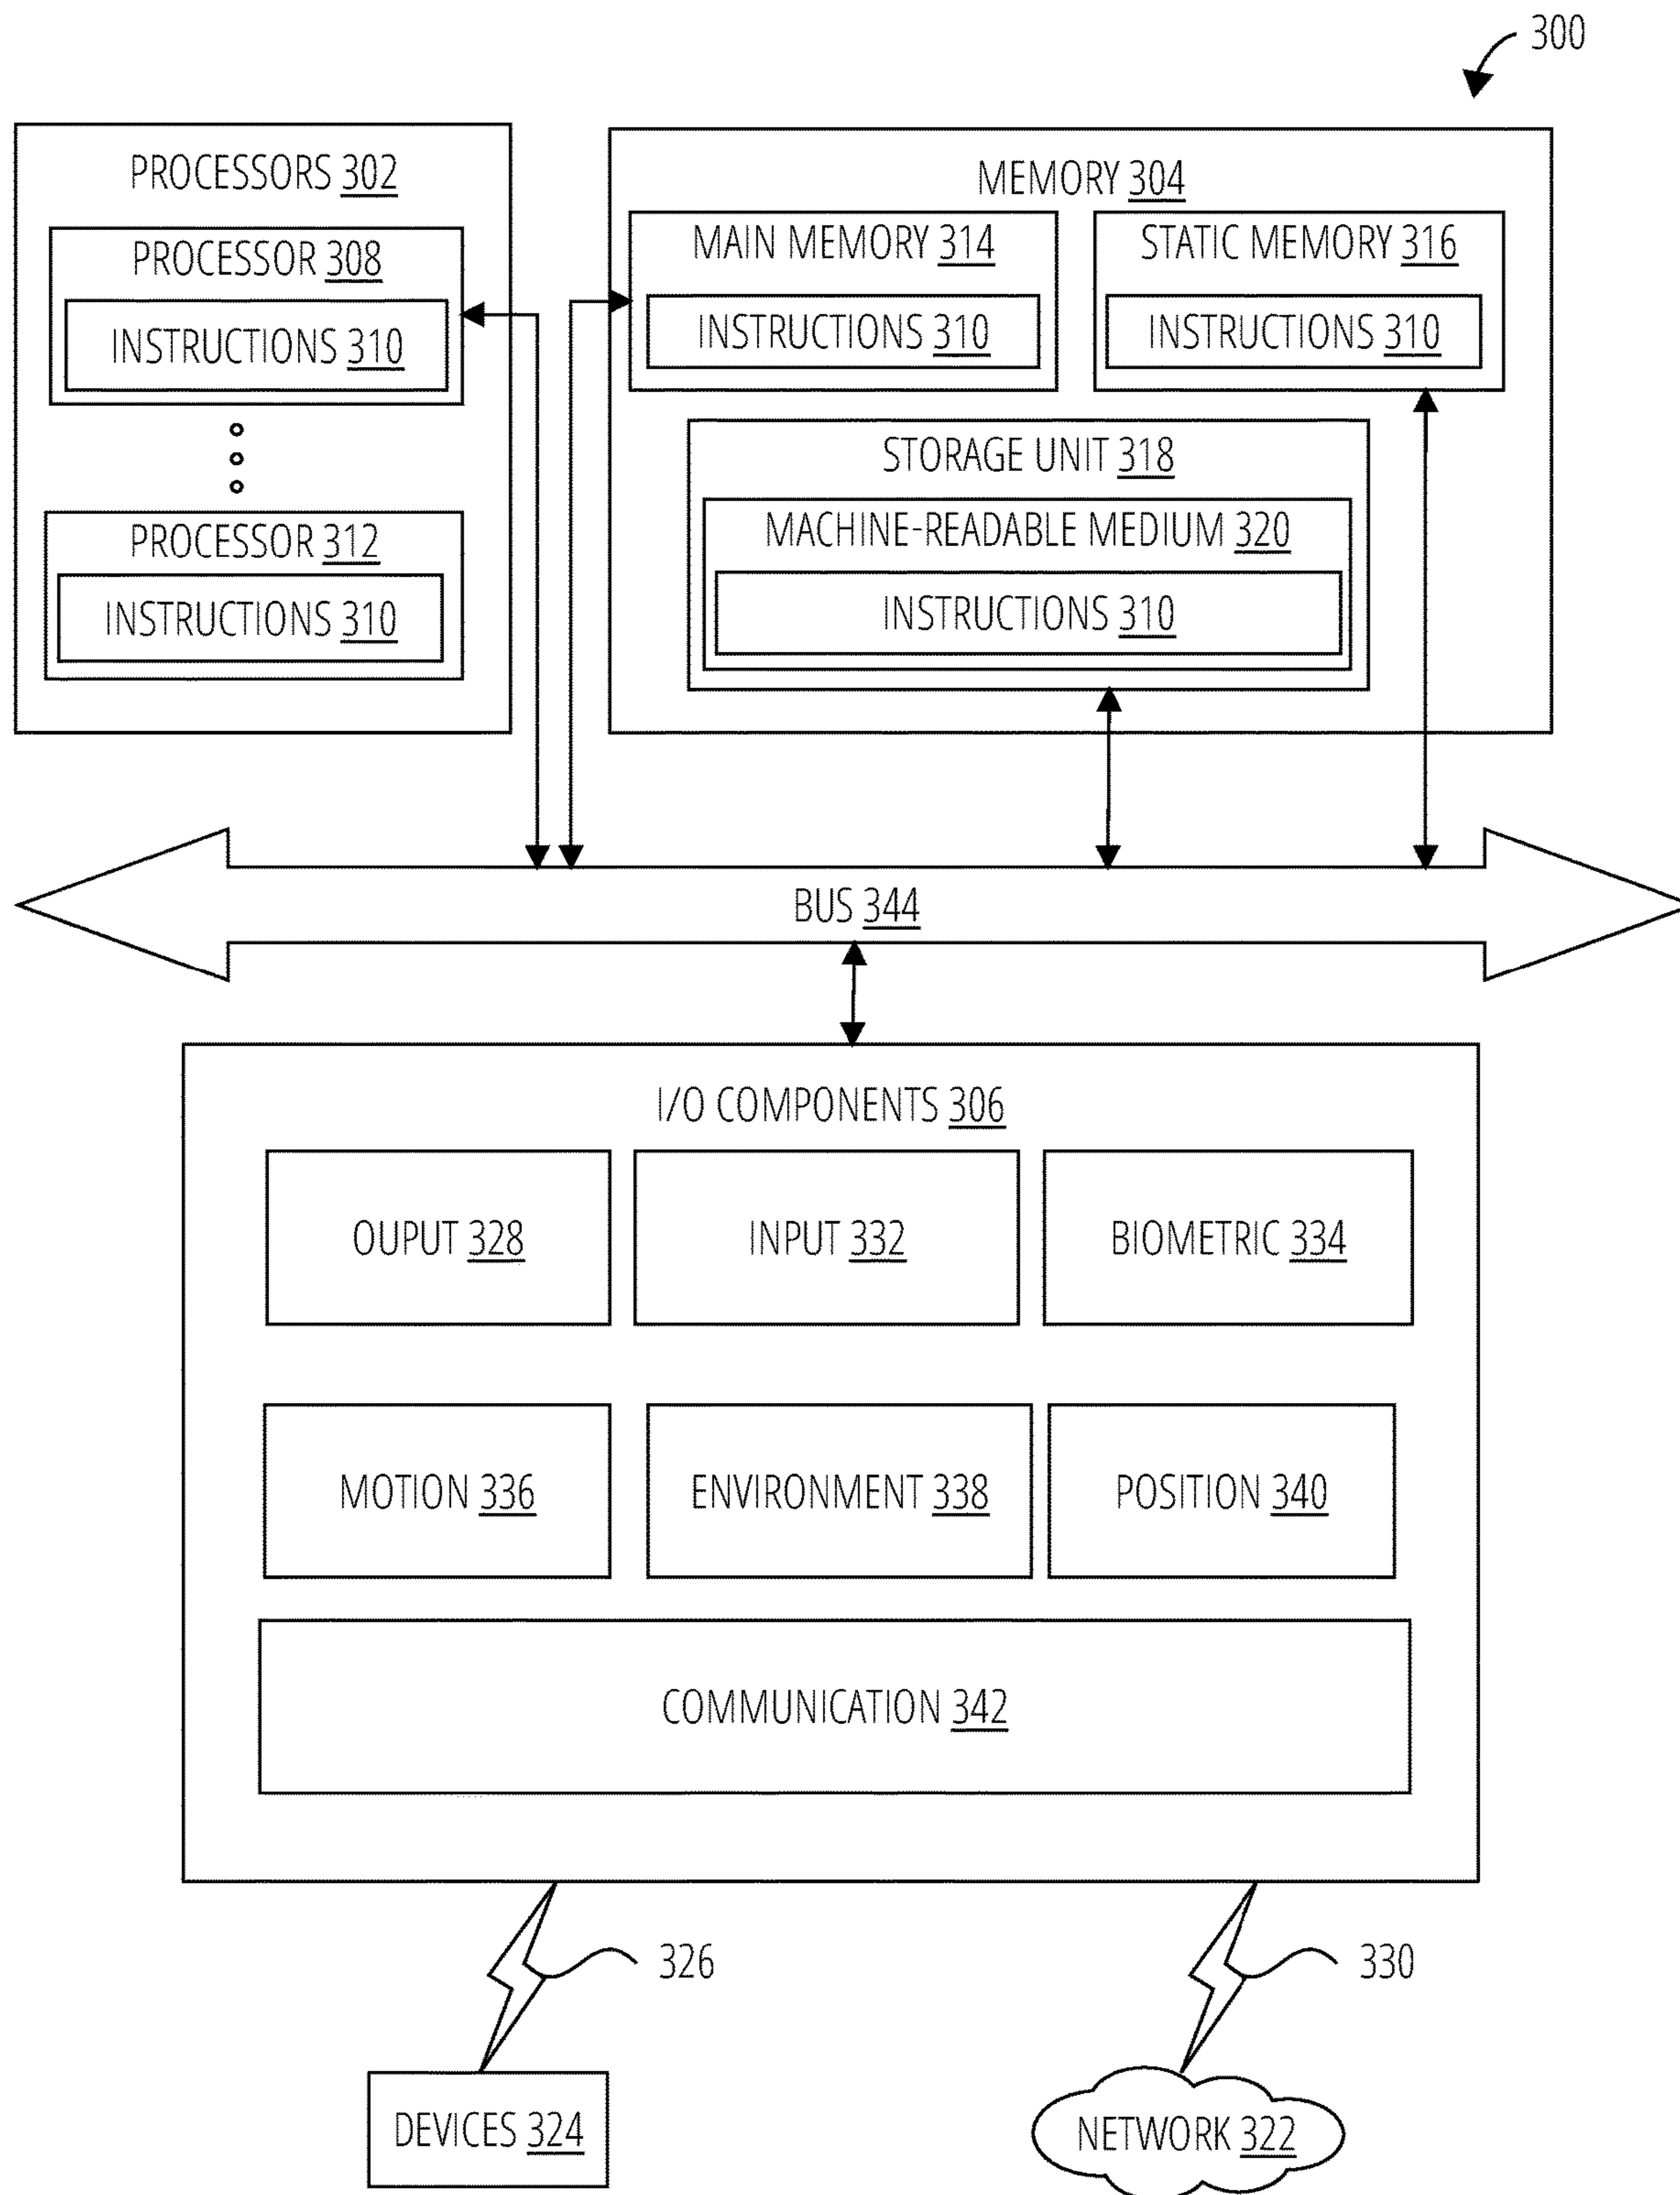 300
PROCESSORS 302
PROCESSOR 308
INSTRUCTIONS 310
PROCESSOR 312
INSTRUCTIONS 310
MEMORY 304
MAIN MEMORY 314
INSTRUCTIONS 310
STATIC MEMORY 316
INSTRUCTIONS 310
STORAGE UNIT 318
MACHINE-READABLE MEDIUM 320
INSTRUCTIONS 310
BUS 344
I/O COMPONENTS 306
OUPUT 328
INPUT 332
BIOMETRIC 334
MOTION 336
ENVIRONMENT 338
POSITION 340
COMMUNICATION 342
326
330
DEVICES 324
NETWORK 322